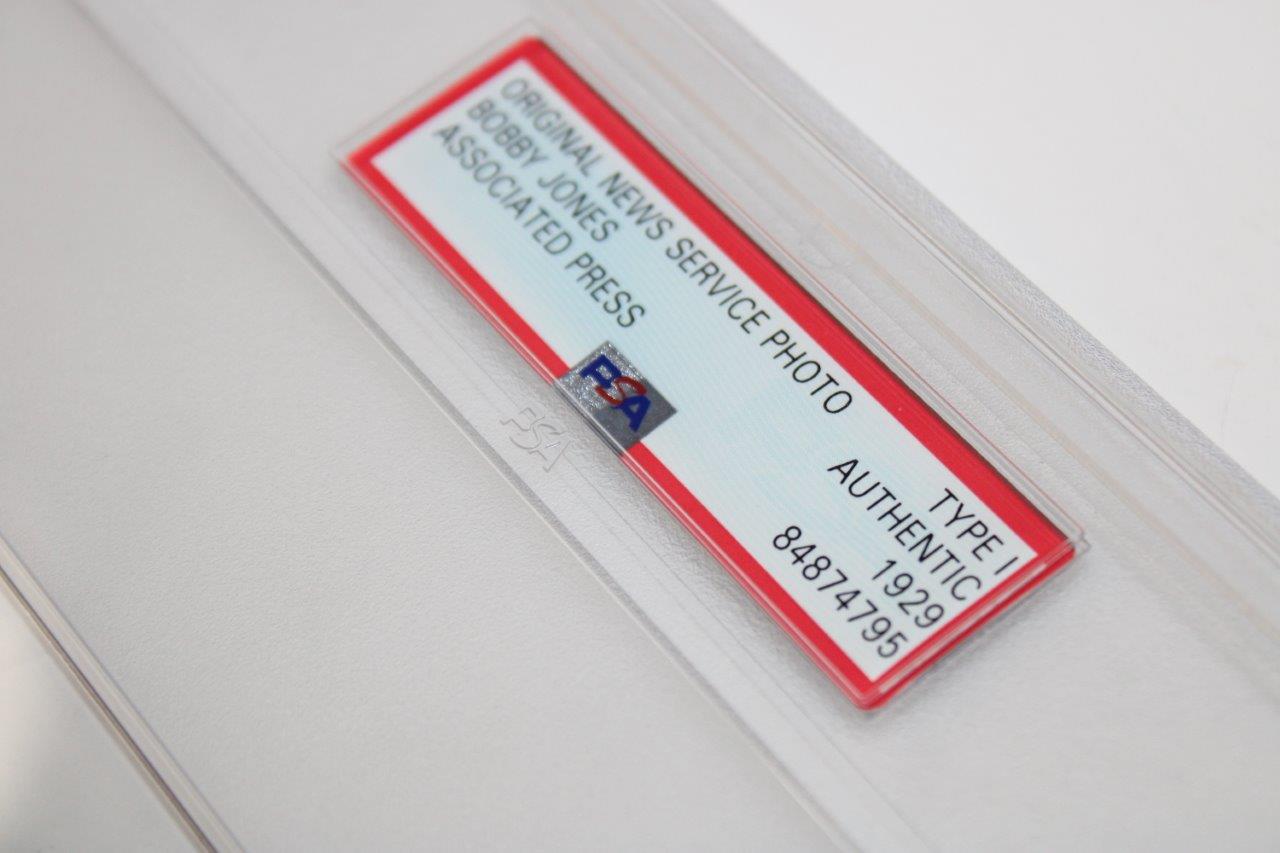 ORIGINAL NEWS SERVICE PHOTO
BOBBY JONES
ASSOCIATED PRESS
TYPE I
AUTHENTIC
1929
84874795
PSA
PSA